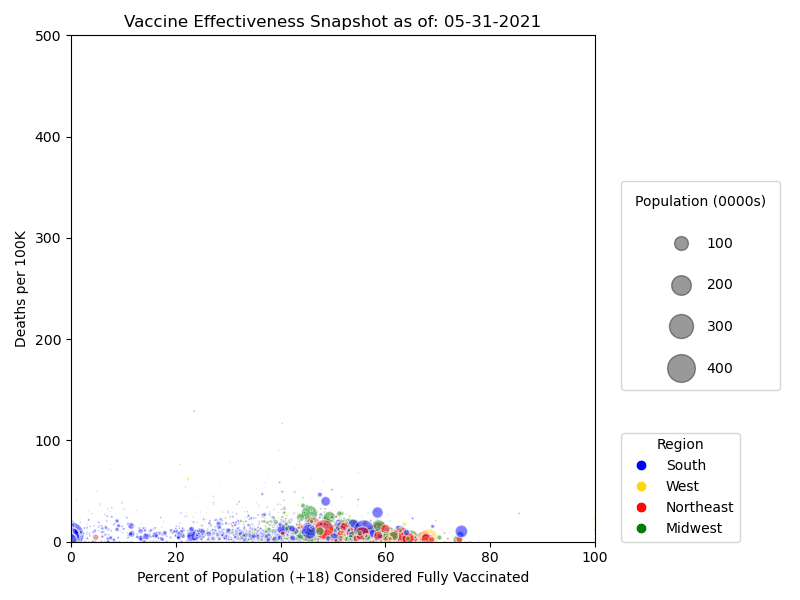 Vaccine Effectiveness Snapshot as of: 05-31-2021
500
400
300
200
100
0
Deaths per 100K
0 20 40 60 80 100
Percent of Population (+18) Considered Fully Vaccinated
Population (0000s)
100
200
300
400
Region
South
West
Northeast
Midwest